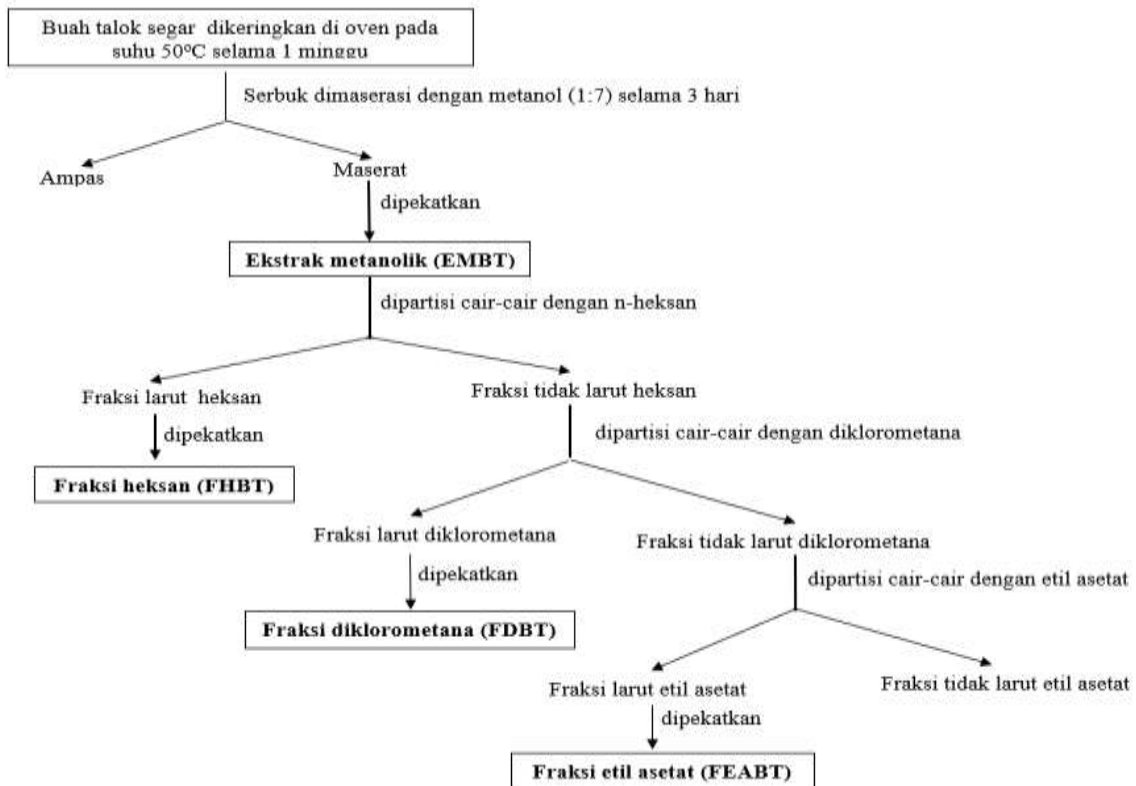 Buah talok segar dikeringkan di oven pada
suhu 50°C selama 1 minggu
Serbuk dimaserasi dengan metanol (1:7) selama 3 hari
Ampas
Maserat
dipekatkan
Ekstrak metanolik (EMBT)
dipartisi cair-cair dengan n-heksan
Fraksi larut heksan
Fraksi tidak larut heksan
dipekatkan
dipartisi cair-cair dengan diklorometana
Fraksi heksan (FHBT)
Fraksi larut diklorometana
Fraksi tidak larut diklorometana
dipekatkan
dipartisi cair-cair dengan etil asetat
Fraksi diklorometana (FDBT)
Fraksi larut etil asetat
Fraksi tidak larut etil asetat
dipekatkan
Fraksi etil asetat (FEABT)